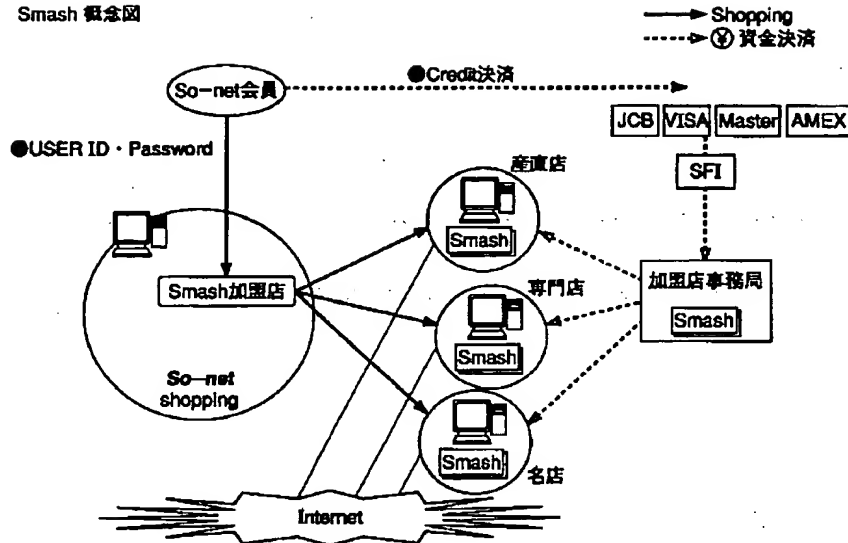 Smash 概念図
Shopping
¥ 資金決済
So-net会員
●Credit決済
JCB
VISA
Master
AMEX
●USER ID・Password
SFI
産直店
Smash
Smash加盟店
専門店
Smash
加盟店事務局
Smash
So-net
shopping
Smash
名店
Internet